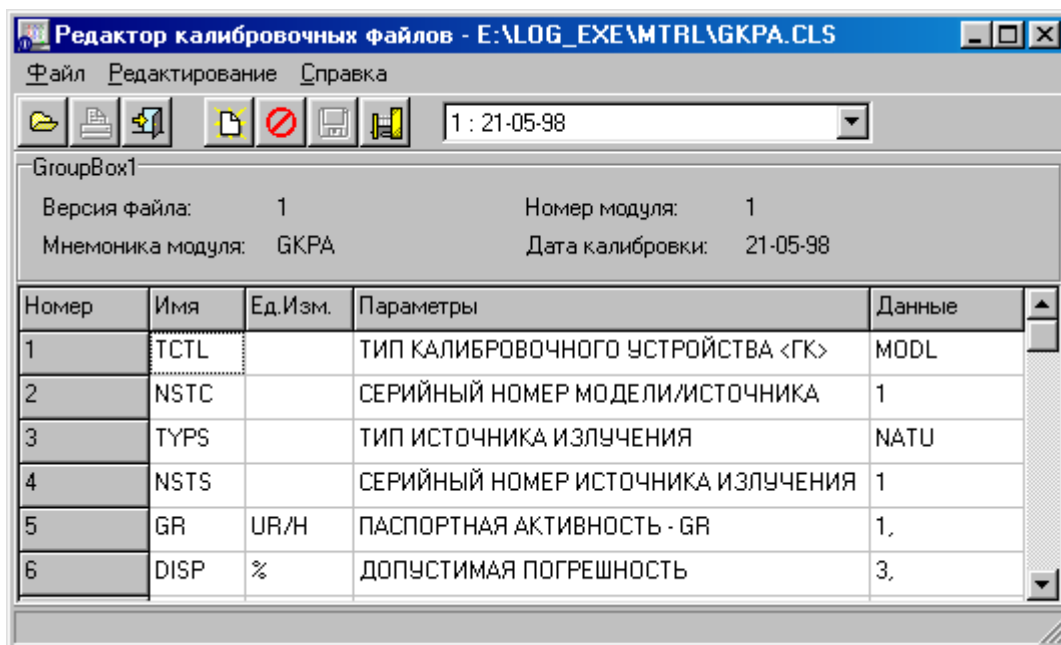 Редактор калибровочных файлов - E:\LOG_EXE\MTRL\GKPA.CLS
Файл Редактирование Справка
1 : 21-05-98
GroupBox1
Версия файла: 1 Номер модуля: 1
Мнемоника модуля: GKPA Дата калибровки: 21-05-98
Номер Имя Ед.Изм. Параметры Данные
1 TCTL ТИП КАЛИБРОВОЧНОГО УСТРОЙСТВА <ГК> MODL
2 NSTC СЕРИЙНЫЙ НОМЕР МОДЕЛИ/ИСТОЧНИКА 1
3 TYPS ТИП ИСТОЧНИКА ИЗЛУЧЕНИЯ NATU
4 NSTS СЕРИЙНЫЙ НОМЕР ИСТОЧНИКА ИЗЛУЧЕНИЯ 1
5 GR UR/H ПАСПОРТНАЯ АКТИВНОСТЬ - GR 1,
6 DISP % ДОПУСТИМАЯ ПОГРЕШНОСТЬ 3,